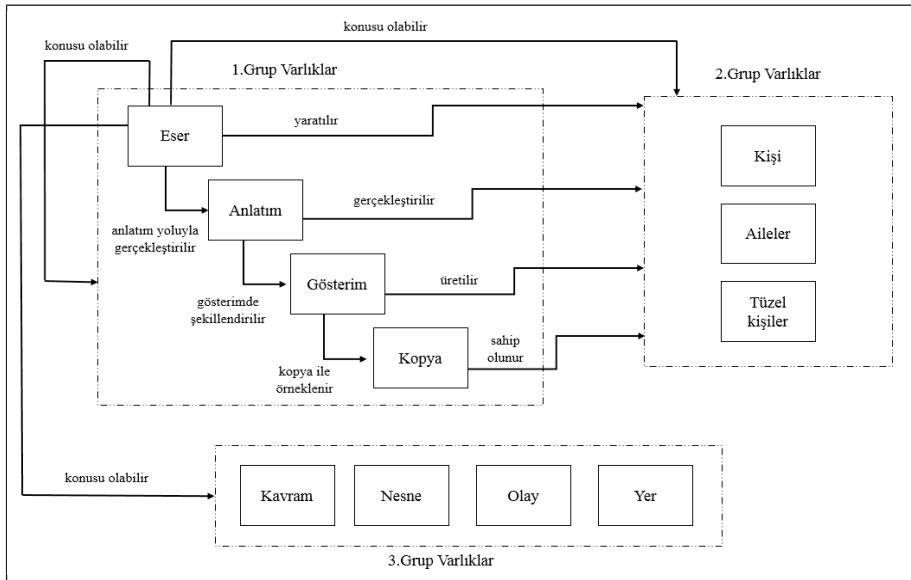 konusu olabilir
konusu olabilir
1.Grup Varlıklar
2.Grup Varlıklar
Eser
yaratılır
Kişi
Anlatım
gerçekleştirilir
anlatım yoluyla
gerçekleştirilir
Aileler
Gösterim
üretilir
gösterimde
şekillendirilir
Tüzel
kişiler
Kopya
sahip
olunur
kopya ile
örneklenir
konusu olabilir
Kavram
Nesne
Olay
Yer
3.Grup Varlıklar